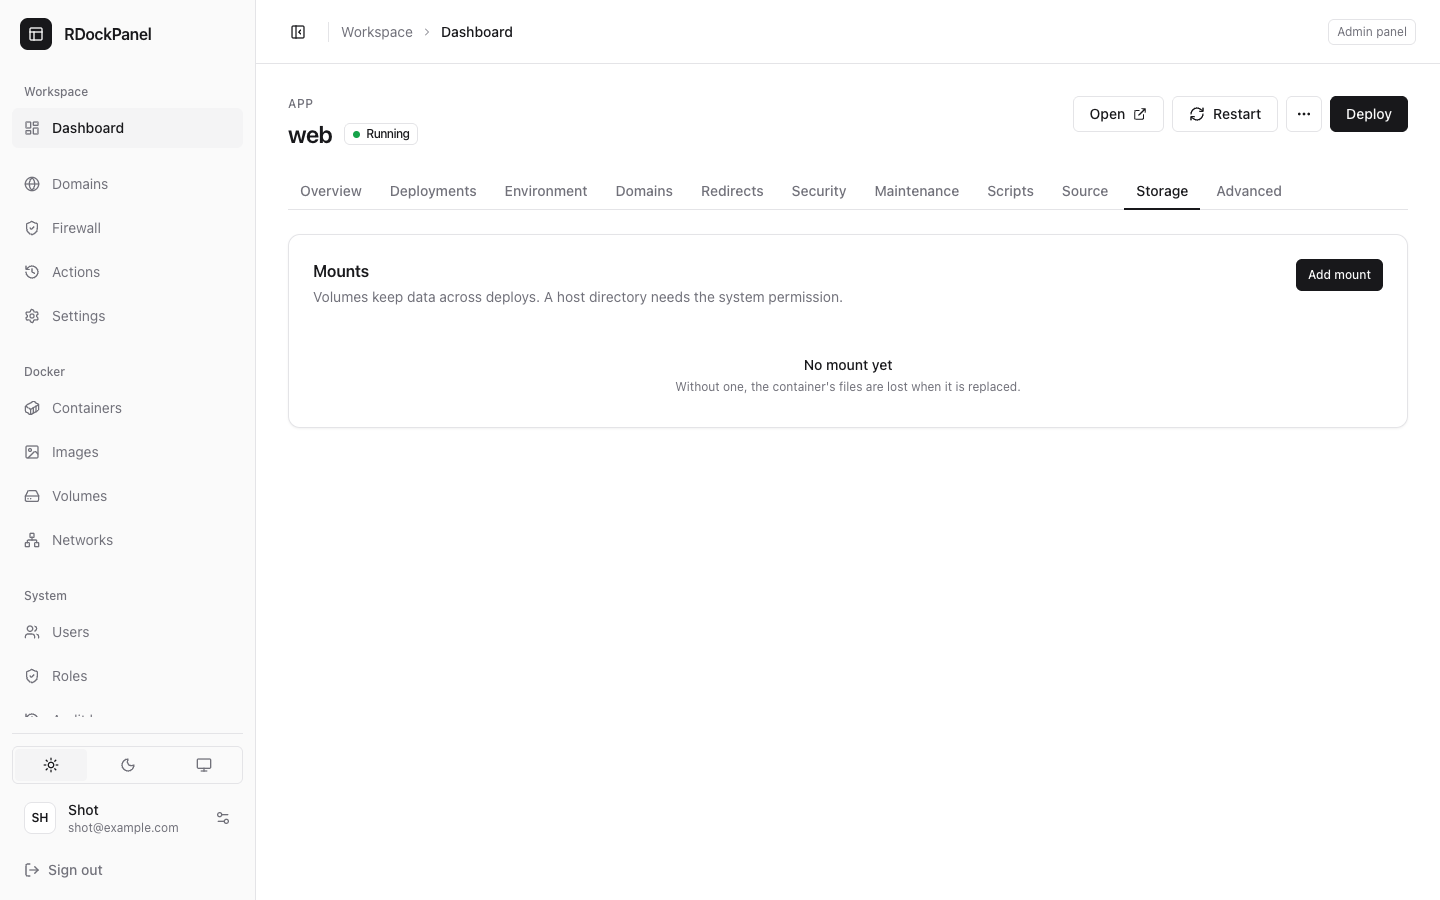 RDockPanel
Workspace
Dashboard
Domains
Firewall
Actions
Settings
Docker
Containers
Images
Volumes
Networks
System
Users
Roles
SH
Shot
shot@example.com
Sign out
Workspace > Dashboard
Admin panel
APP
web
Running
Open
Restart
Deploy
Overview Deployments Environment Domains Redirects Security Maintenance Scripts Source Storage Advanced
Mounts
Volumes keep data across deploys. A host directory needs the system permission.
Add mount
No mount yet
Without one, the container's files are lost when it is replaced.